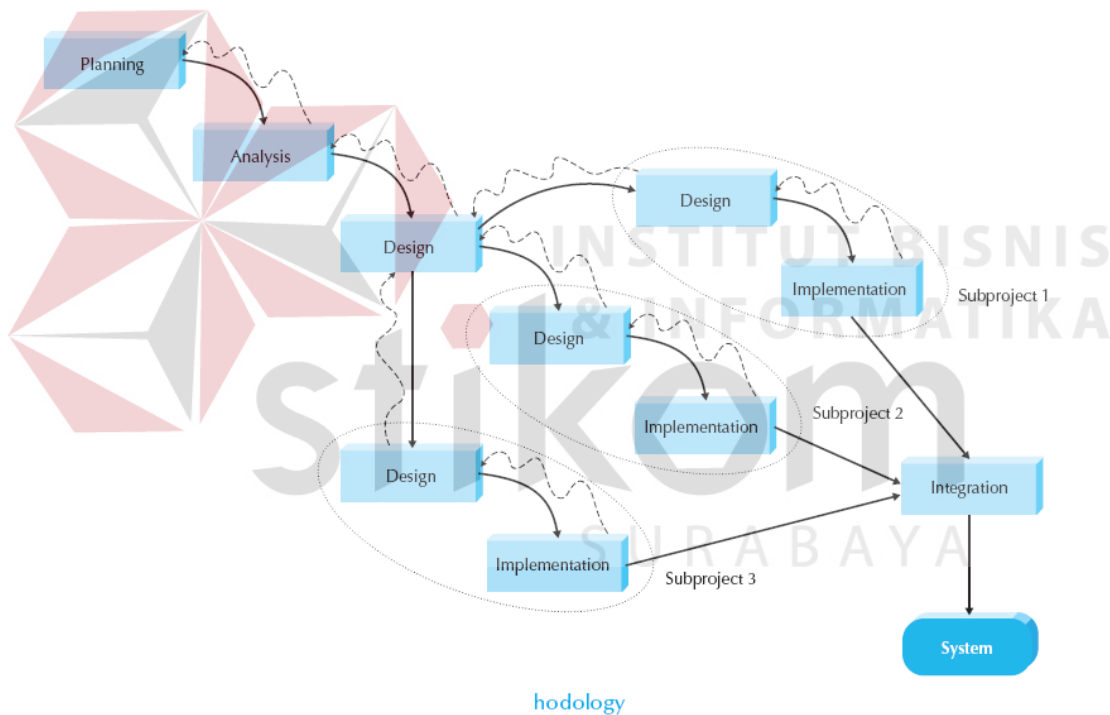 Planning
Analysis
Design
Design
Implementation
Subproject 1
Design
Implementation
Subproject 2
Design
Implementation
Subproject 3
Integration
System
INSTITUT BISNIS
& INFORMATIKA
stikom
SURABAYA
hodology